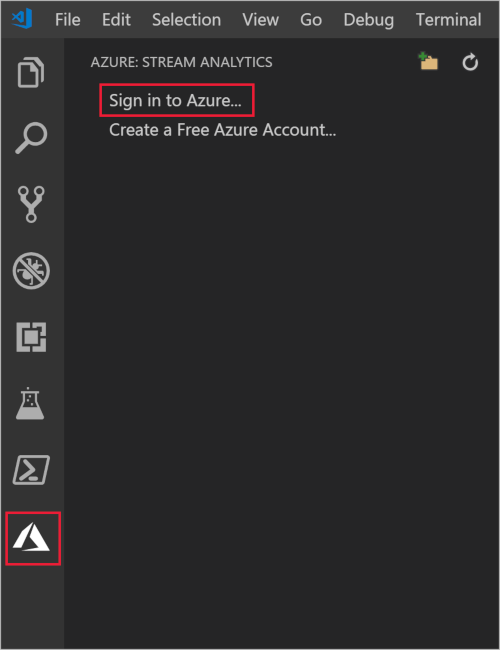 File Edit Selection View Go Debug Terminal
AZURE: STREAM ANALYTICS
Sign in to Azure...
Create a Free Azure Account...